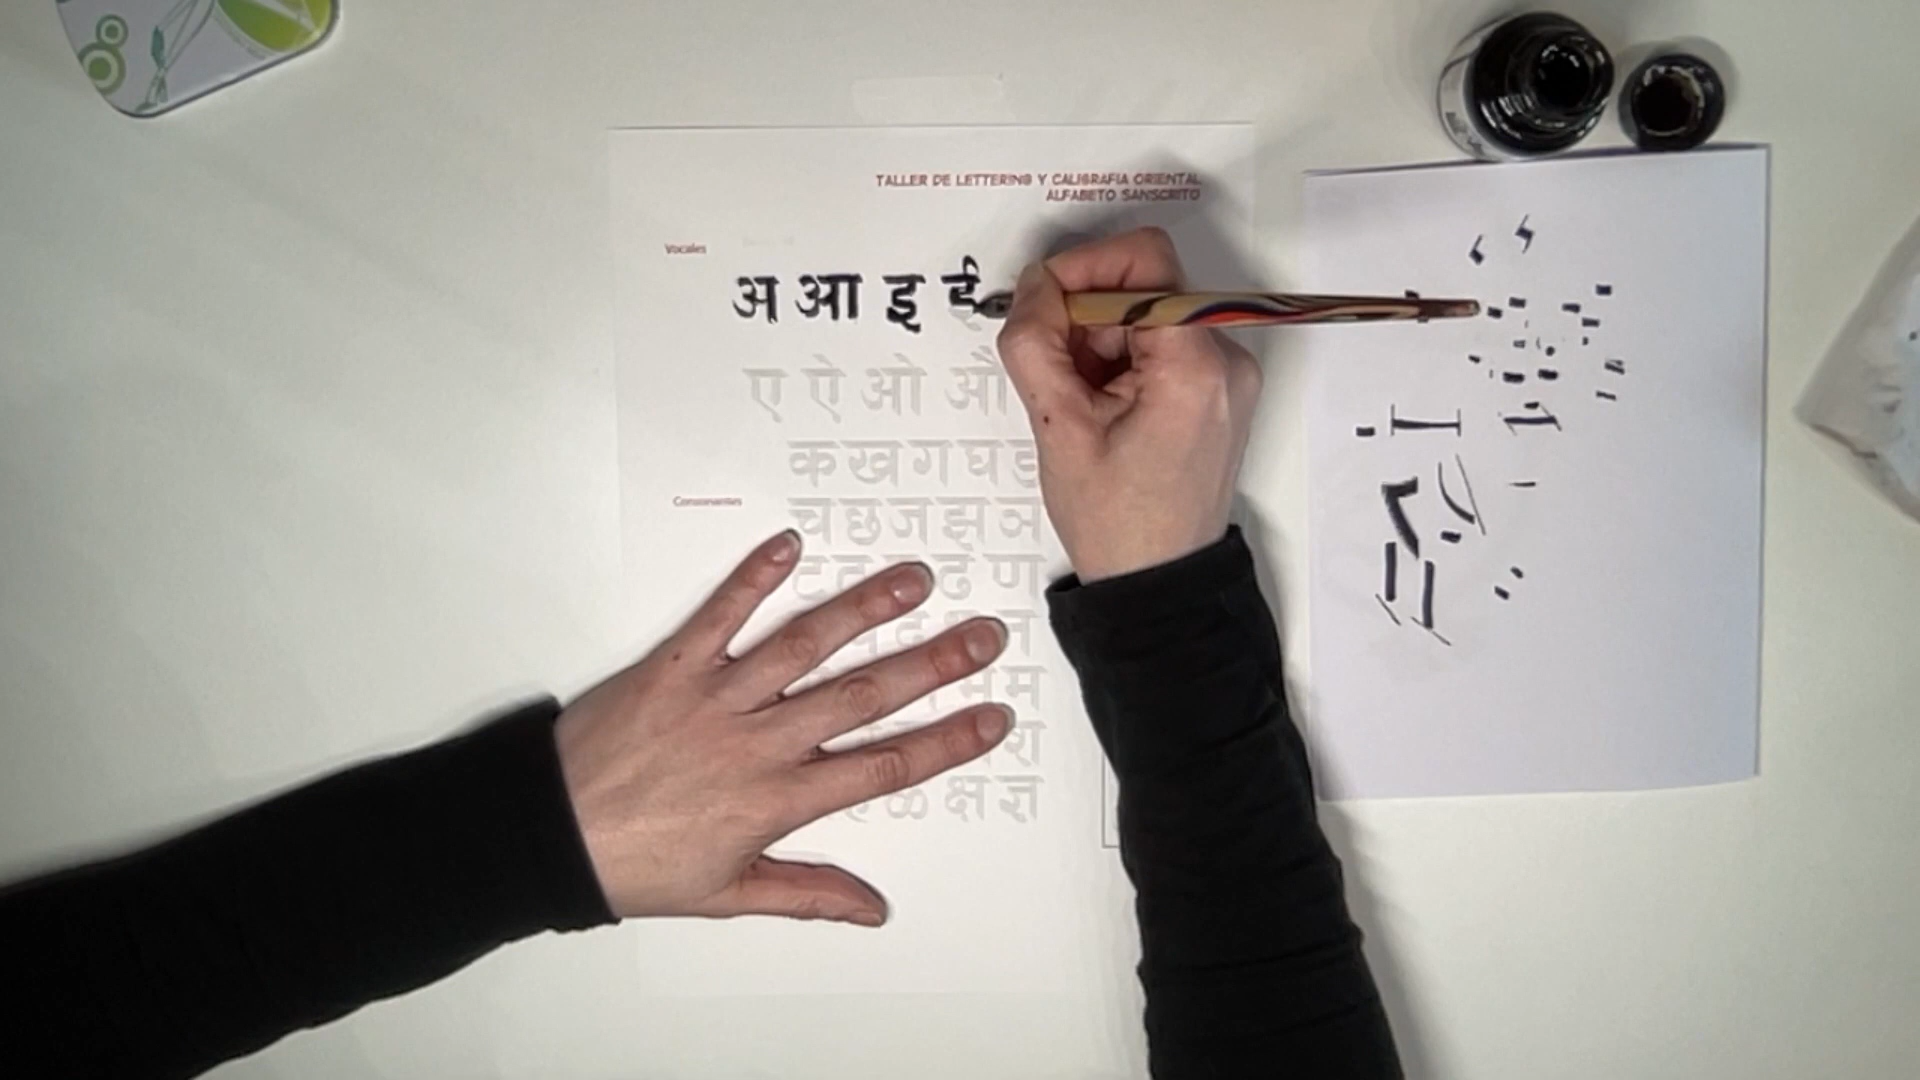 TALLER DE LETTERING Y CALIGRAFIA ORIENTAL
ALFABETO SANSCRITO
Vocales
अ आ इ ई
ए ऐ ओ औ
क ख ग घ ङ
Consonantes
च छ ज झ ञ
ट ढ ण
न
म
श
ळ क्ष ज्ञ